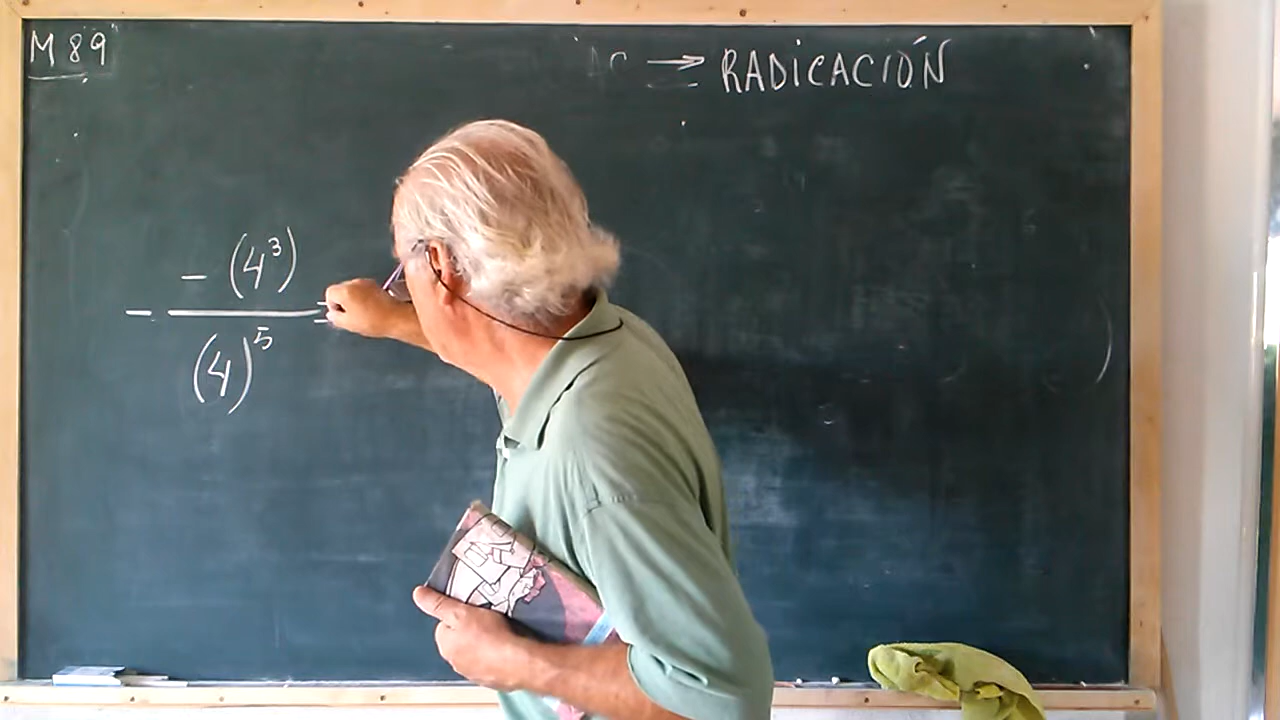 M 89
→ RADICACIÓN
- (4³)
- ——— =
(4)⁵